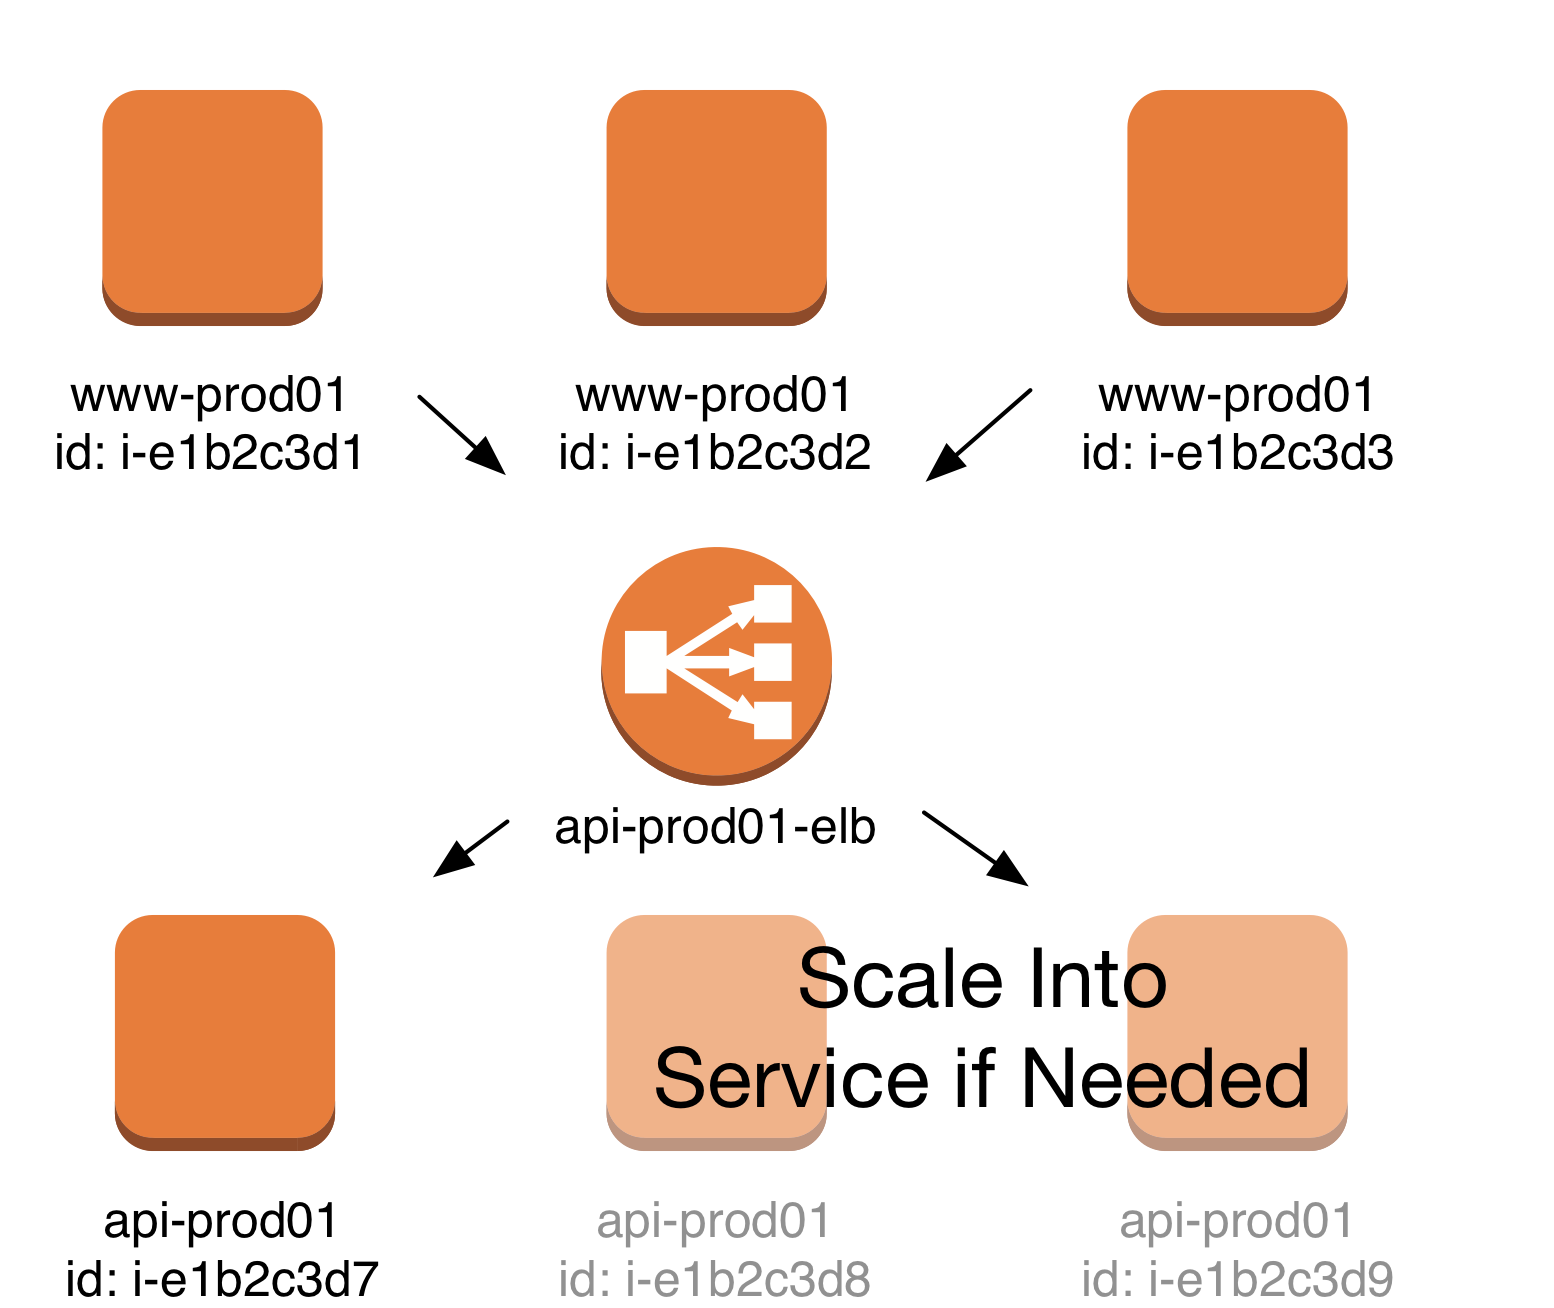 www-prod01
id: i-e1b2c3d1
www-prod01
id: i-e1b2c3d2
www-prod01
id: i-e1b2c3d3
api-prod01-elb
Scale Into
Service if Needed
api-prod01
id: i-e1b2c3d7
api-prod01
id: i-e1b2c3d8
api-prod01
id: i-e1b2c3d9